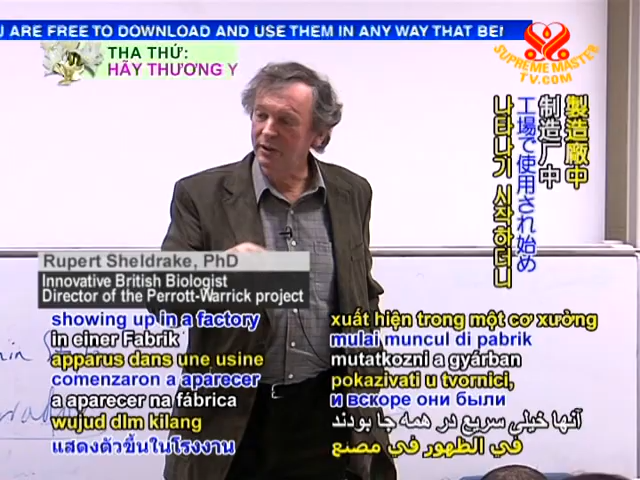 U ARE FREE TO DOWNLOAD AND USE THEM IN ANY WAY THAT BEN
THA THỨ:
HÃY THƯƠNG Y
SUPREME MASTER
TV.COM
製造廠中
制造厂中
工場で使用され始め
나타나기 시작하더니
Rupert Sheldrake, PhD
Innovative British Biologist
Director of the Perrott-Warrick project
showing up in a factory
in einer Fabrik
apparus dans une usine
comenzaron a aparecer
a aparecer na fábrica
wujud dlm kilang
แสดงตัวขึ้นในโรงงาน
xuất hiện trong một cơ xưởng
mulai muncul di pabrik
mutatkozni a gyárban
pokazivati u tvornici,
и вскоре они были
آنها خیلی سریع در همه جا بودند
في الظهور في مصنع